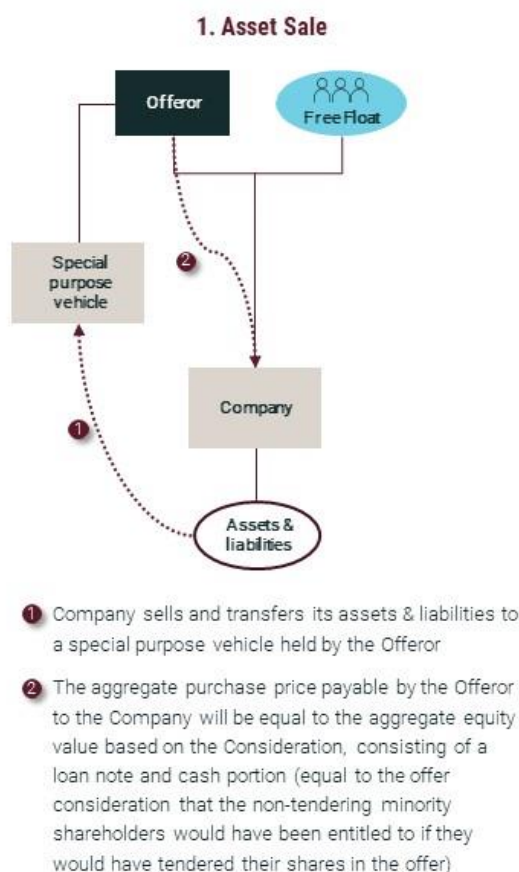 1. Asset Sale
Offeror
Free Float
Special
purpose
vehicle
2
Company
1
Assets &
liabilities
1 Company sells and transfers its assets & liabilities to
a special purpose vehicle held by the Offeror
2 The aggregate purchase price payable by the Offeror
to the Company will be equal to the aggregate equity
value based on the Consideration, consisting of a
loan note and cash portion (equal to the offer
consideration that the non-tendering minority
shareholders would have been entitled to if they
would have tendered their shares in the offer)